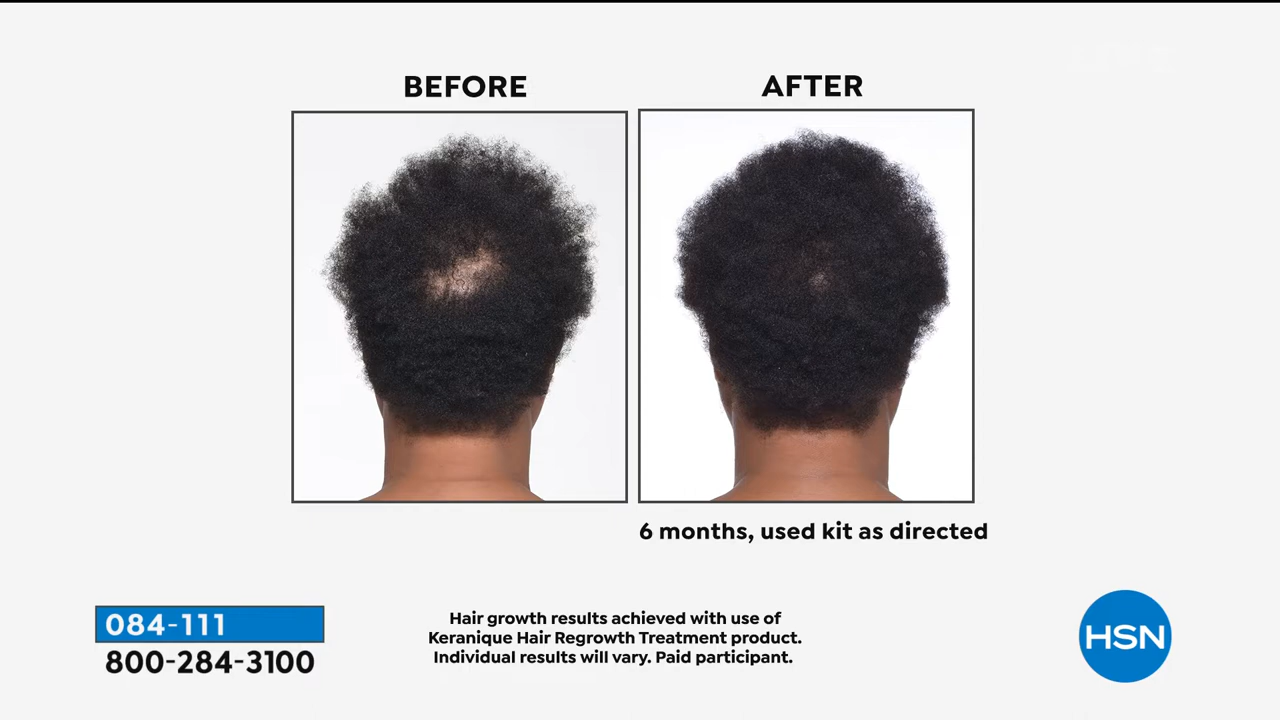 BEFORE
AFTER
6 months, used kit as directed
084-111
800-284-3100
Hair growth results achieved with use of
Keranique Hair Regrowth Treatment product.
Individual results will vary. Paid participant.
HSN